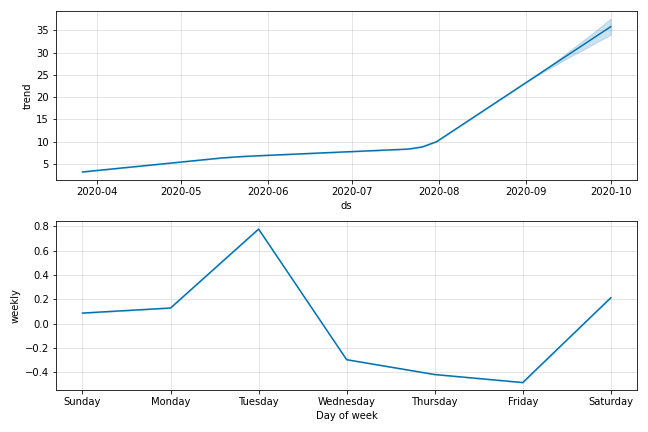 trend
35
30
25
20
15
10
5
2020-04 2020-05 2020-06 2020-07 2020-08 2020-09 2020-10
ds
weekly
0.8
0.6
0.4
0.2
0.0
−0.2
−0.4
Sunday Monday Tuesday Wednesday Thursday Friday Saturday
Day of week